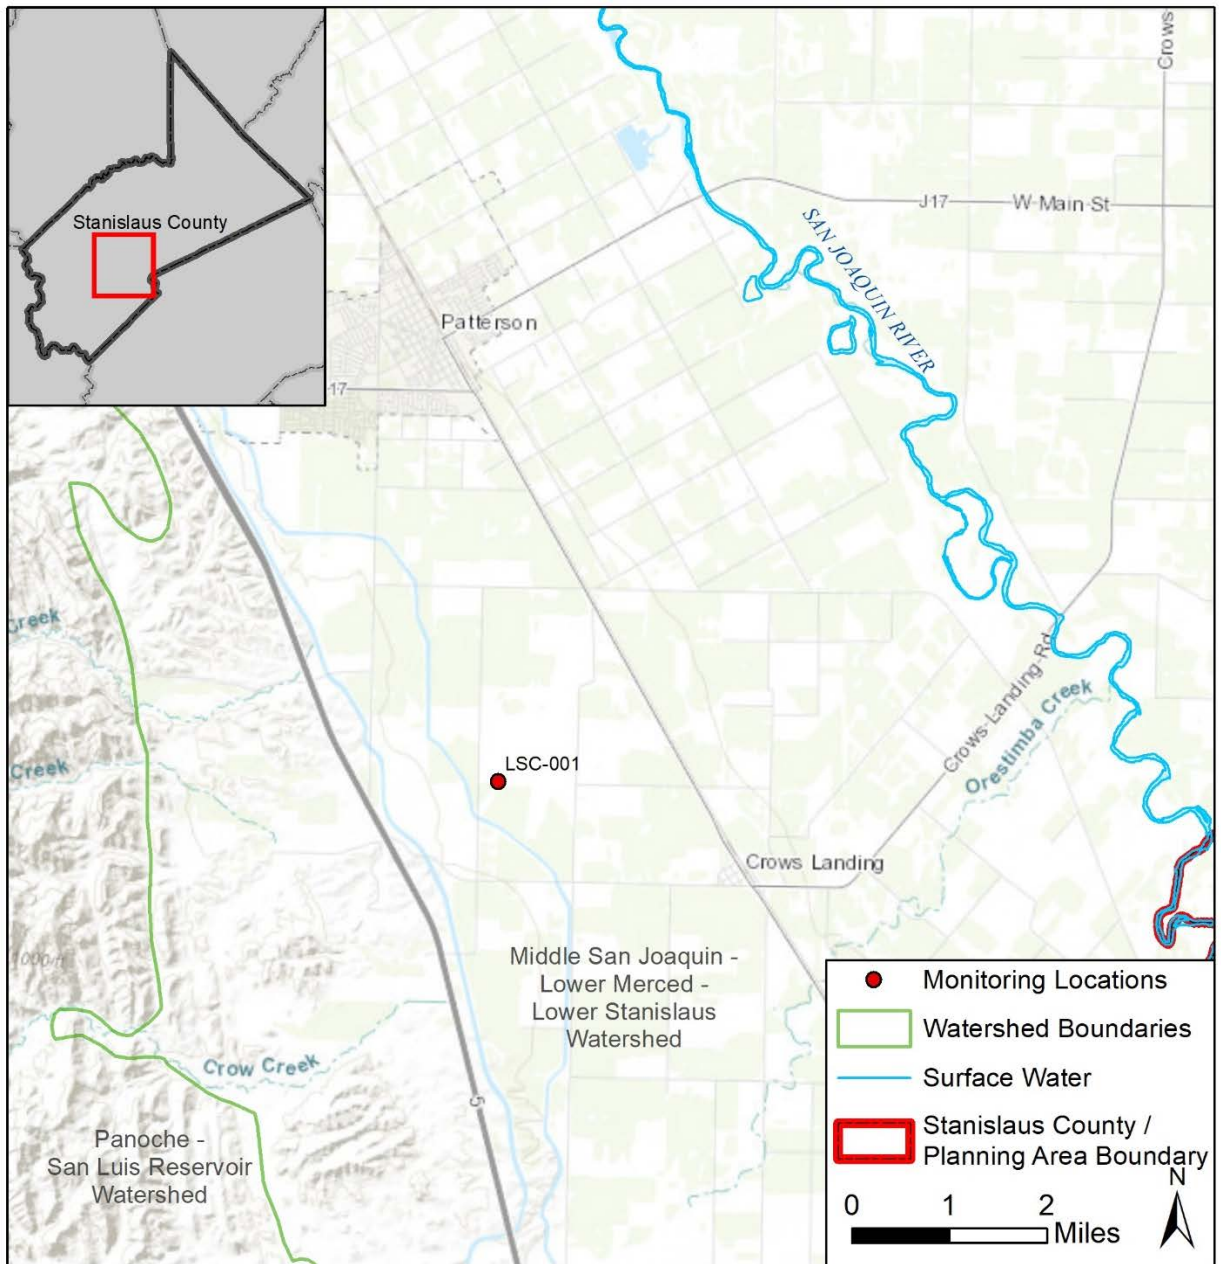 Stanislaus County
Crows
J17
W Main St
SAN JOAQUIN RIVER
Patterson
17
Creek
Crows Landing Rd
Orestimba Creek
Creek
LSC-001
Crows Landing
Middle San Joaquin -
Lower Merced -
Lower Stanislaus
Watershed
Crow Creek
5
Panoche -
San Luis Reservoir
Watershed
Monitoring Locations
Watershed Boundaries
Surface Water
Stanislaus County /
Planning Area Boundary
N
0 1 2
Miles